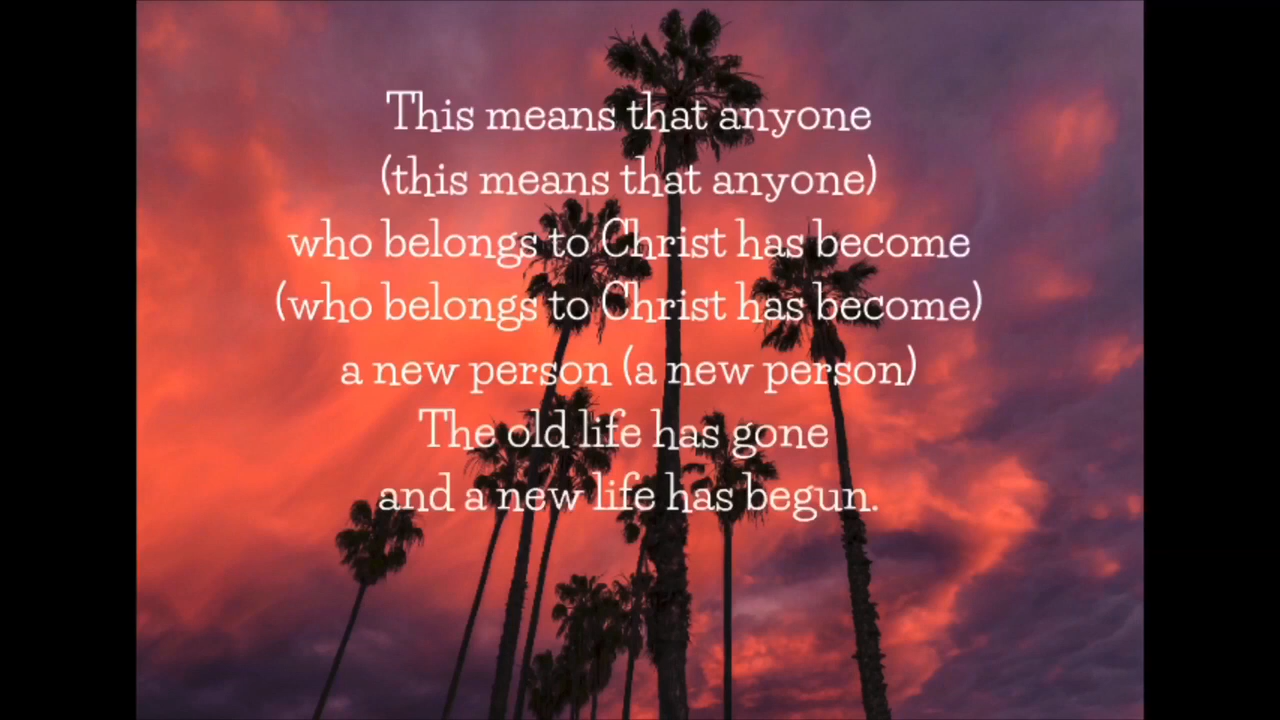 This means that anyone
(this means that anyone)
who belongs to Christ has become
(who belongs to Christ has become)
a new person (a new person)
The old life has gone
and a new life has begun.